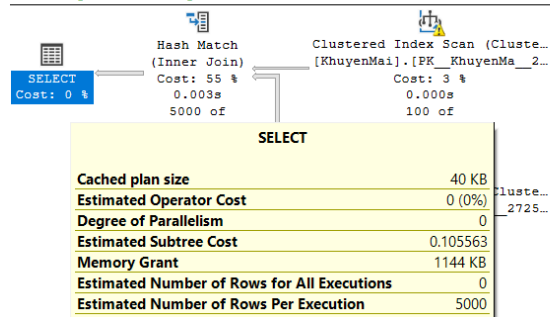 Hash Match
(Inner Join)
Cost: 55 %
0.003s
5000 of
Clustered Index Scan (Cluste...
[KhuyenMai].[PK__KhuyenMa__2...
Cost: 3 %
0.000s
100 of
SELECT
Cost: 0 %
SELECT
Cached plan size 40 KB
Estimated Operator Cost 0 (0%)
Degree of Parallelism 0
Estimated Subtree Cost 0.105563
Memory Grant 1144 KB
Estimated Number of Rows for All Executions 0
Estimated Number of Rows Per Execution 5000
Cluste...
_2725...